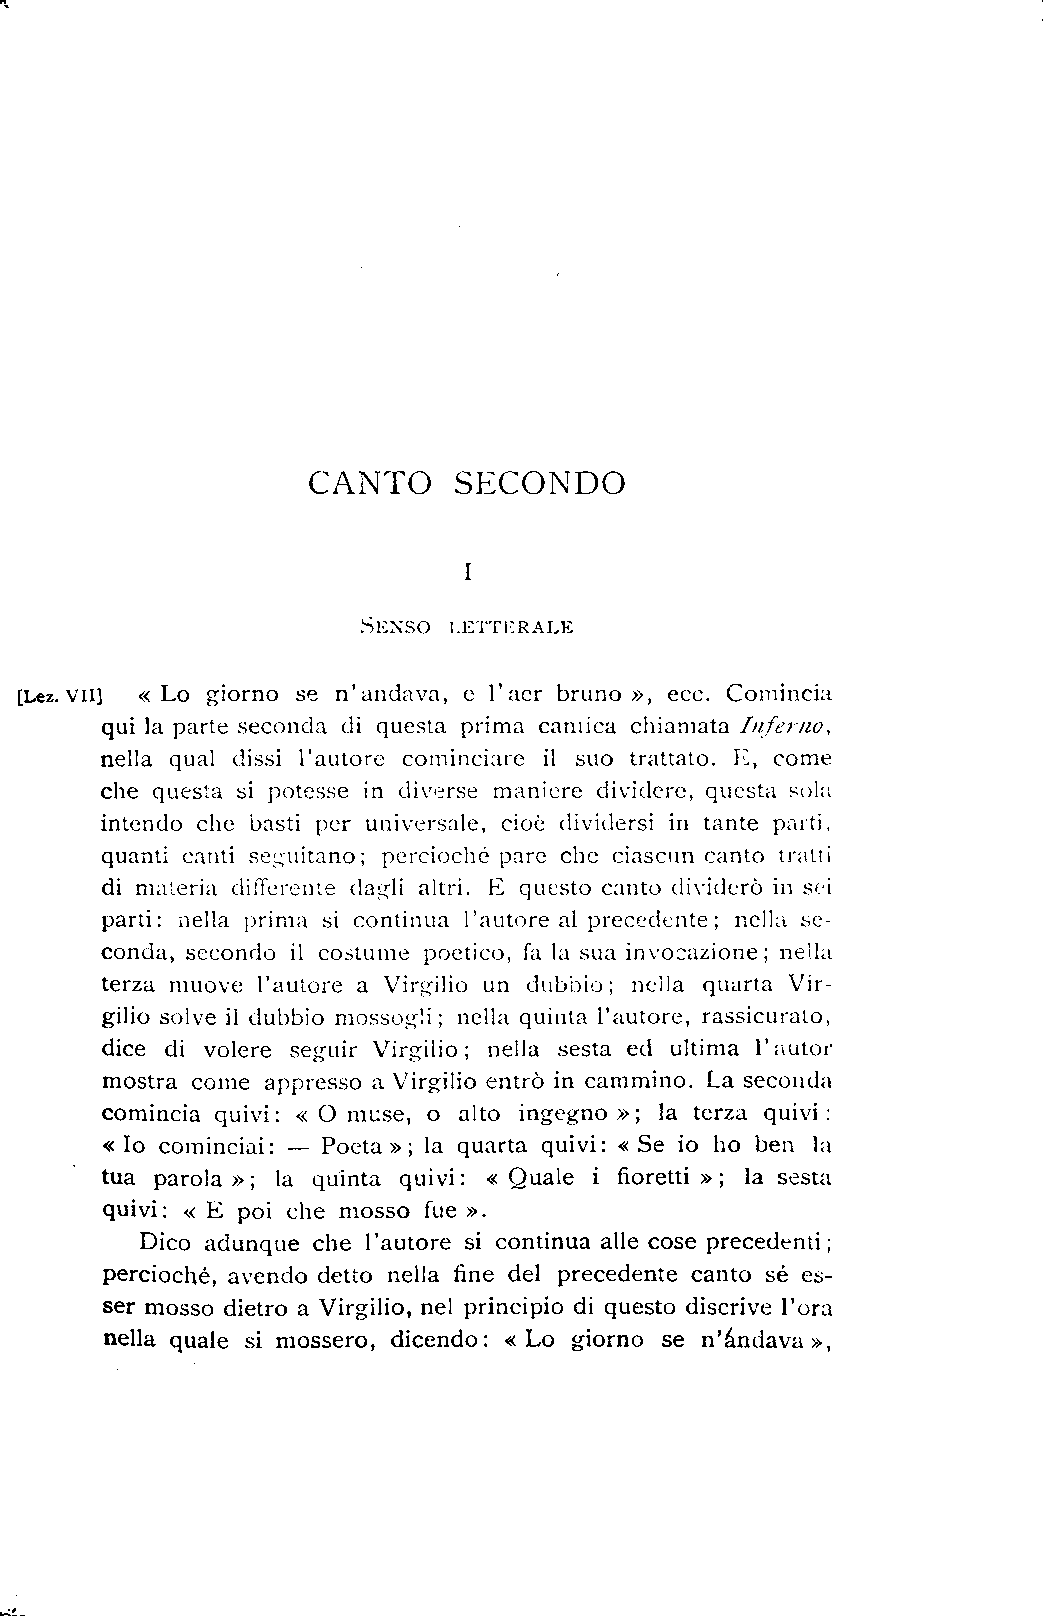 CANTO SECONDO
I
SENSO LETTERALE
[Lez. VII] « Lo giorno se n'andava, e l'aer bruno », ecc. Comincia
qui la parte seconda di questa prima cantica chiamata Inferno,
nella qual dissi l'autore cominciare il suo trattato. E, come
che questa si potesse in diverse maniere dividere, questa sola
intendo che basti per universale, cioè dividersi in tante parti,
quanti canti seguitano; percioché pare che ciascun canto tratti
di materia differente dagli altri. E questo canto dividerò in sei
parti: nella prima si continua l'autore al precedente; nella se-
conda, secondo il costume poetico, fa la sua invocazione; nella
terza muove l'autore a Virgilio un dubbio; nella quarta Vir-
gilio solve il dubbio mossogli; nella quinta l'autore, rassicurato,
dice di volere seguir Virgilio; nella sesta ed ultima l'autor
mostra come appresso a Virgilio entrò in cammino. La seconda
comincia quivi: « O muse, o alto ingegno »; la terza quivi:
« Io cominciai: — Poeta »; la quarta quivi: « Se io ho ben la
tua parola »; la quinta quivi: « Quale i fioretti »; la sesta
quivi: « E poi che mosso fue ».
Dico adunque che l'autore si continua alle cose precedenti;
percioché, avendo detto nella fine del precedente canto sé es-
ser mosso dietro a Virgilio, nel principio di questo discrive l'ora
nella quale si mossero, dicendo: « Lo giorno se n'ándava »,